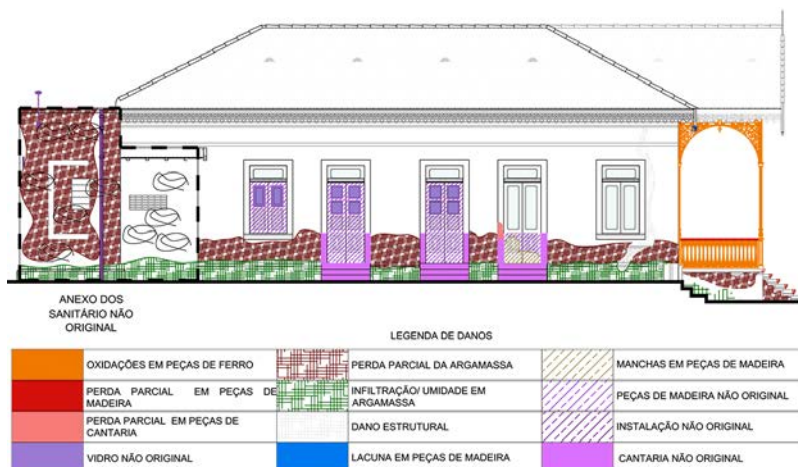 ANEXO DOS
SANITÁRIO NÃO
ORIGINAL
LEGENDA DE DANOS
OXIDAÇÕES EM PEÇAS DE FERRO
PERDA PARCIAL DA ARGAMASSA
MANCHAS EM PEÇAS DE MADEIRA
PERDA PARCIAL EM PEÇAS DE
MADEIRA
INFILTRAÇÃO/ UMIDADE EM
ARGAMASSA
PEÇAS DE MADEIRA NÃO ORIGINAL
PERDA PARCIAL EM PEÇAS DE
CANTARIA
DANO ESTRUTURAL
INSTALAÇÃO NÃO ORIGINAL
VIDRO NÃO ORIGINAL
LACUNA EM PEÇAS DE MADEIRA
CANTARIA NÃO ORIGINAL